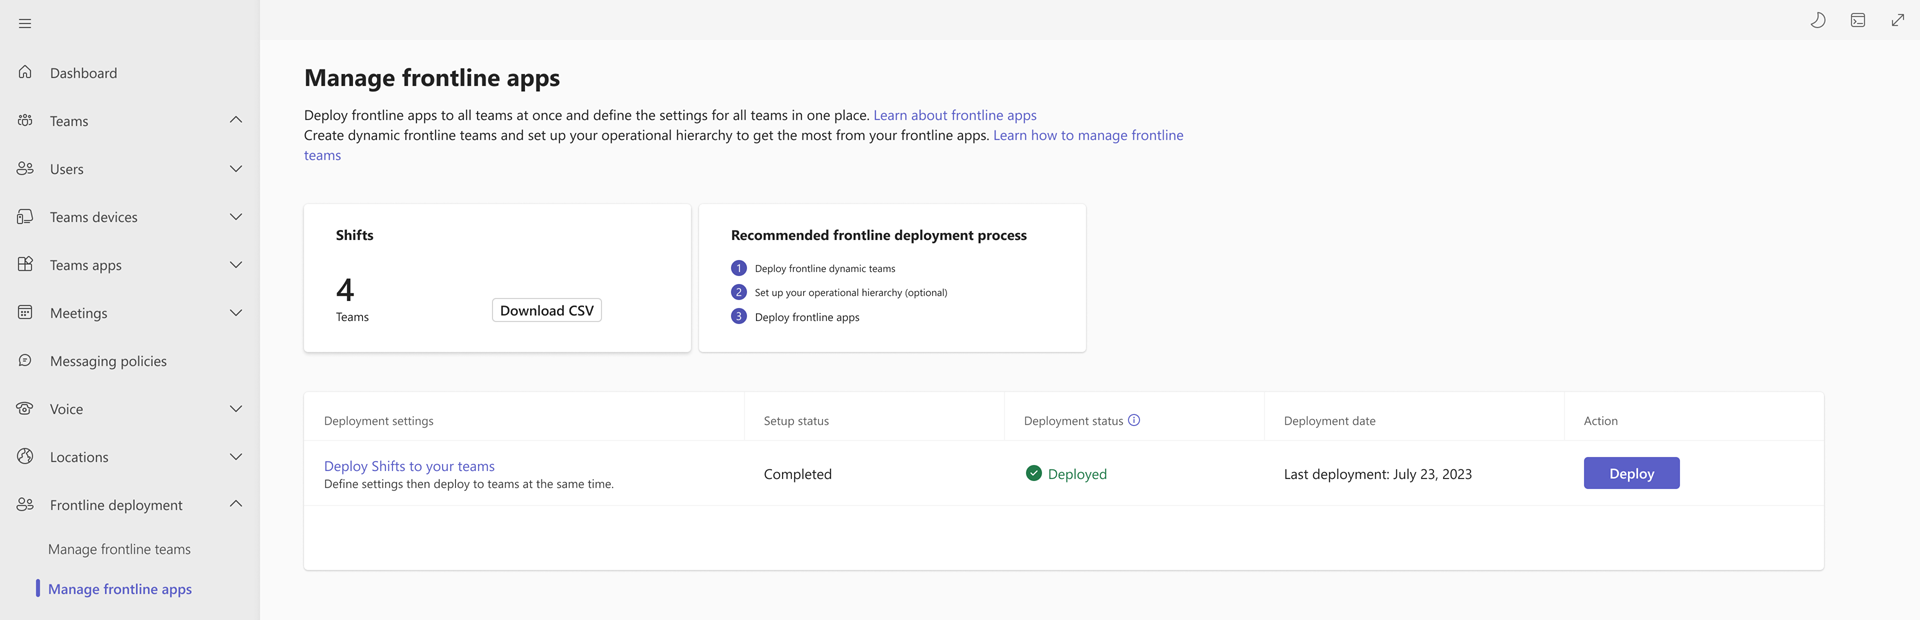 Dashboard
Teams
Users
Teams devices
Teams apps
Meetings
Messaging policies
Voice
Locations
Frontline deployment
Manage frontline teams
Manage frontline apps
Manage frontline apps
Deploy frontline apps to all teams at once and define the settings for all teams in one place. Learn about frontline apps
Create dynamic frontline teams and set up your operational hierarchy to get the most from your frontline apps. Learn how to manage frontline
teams
Shifts
4
Teams
Download CSV
Recommended frontline deployment process
1 Deploy frontline dynamic teams
2 Set up your operational hierarchy (optional)
3 Deploy frontline apps
Deployment settings Setup status Deployment status Deployment date Action
Deploy Shifts to your teams
Define settings then deploy to teams at the same time.
Completed Deployed Last deployment: July 23, 2023 Deploy